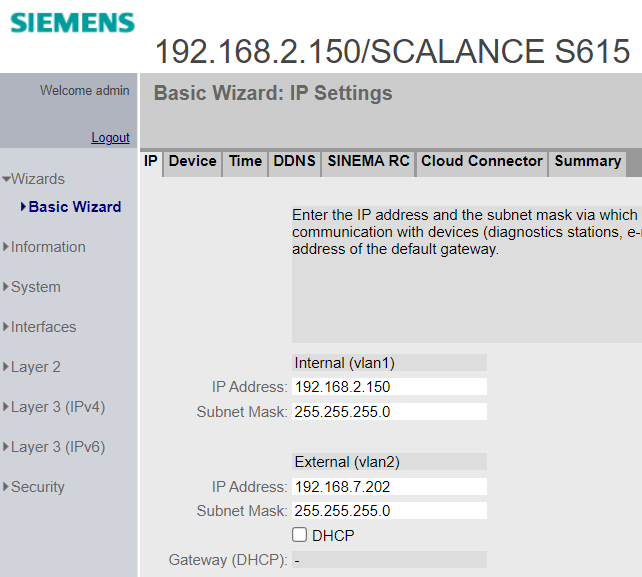 SIEMENS
192.168.2.150/SCALANCE S615
Welcome admin
Logout
Basic Wizard: IP Settings
IP Device Time DDNS SINEMA RC Cloud Connector Summary
Wizards
Basic Wizard
Information
System
Interfaces
Layer 2
Layer 3 (IPv4)
Layer 3 (IPv6)
Security
Enter the IP address and the subnet mask via which
communication with devices (diagnostics stations, e-
address of the default gateway.
Internal (vlan1)
IP Address: 192.168.2.150
Subnet Mask: 255.255.255.0
External (vlan2)
IP Address: 192.168.7.202
Subnet Mask: 255.255.255.0
DHCP
Gateway (DHCP): -